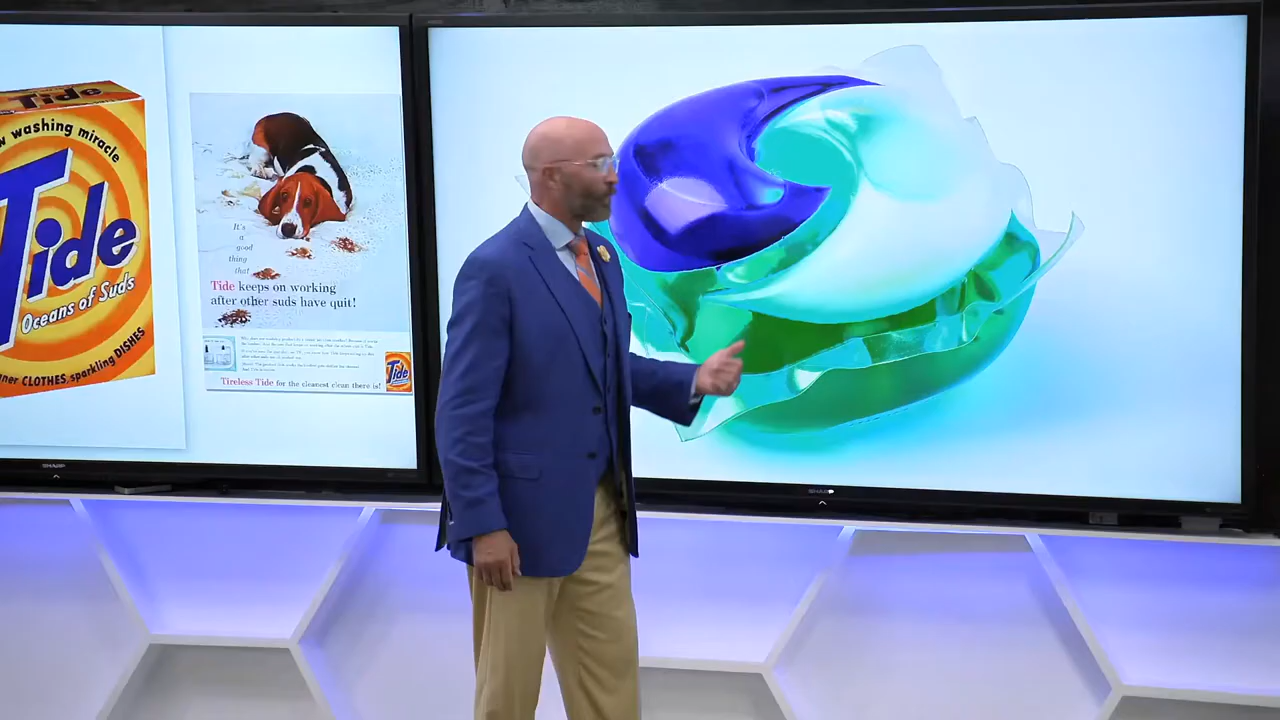 Tide
w washing miracle
Tide
Oceans of Suds
ner CLOTHES, sparkling DISHES
It's
a
good
thing
that
Tide keeps on working
after other suds have quit!
Tide
Tireless Tide for the cleanest clean there is!
SHARP
SHARP